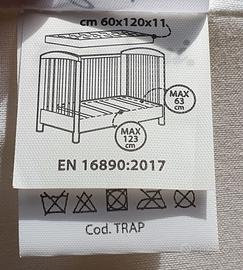 cm 60x120x11
MAX
63
cm
MAX
123
cm
EN 16890:2017
Cod. TRAP